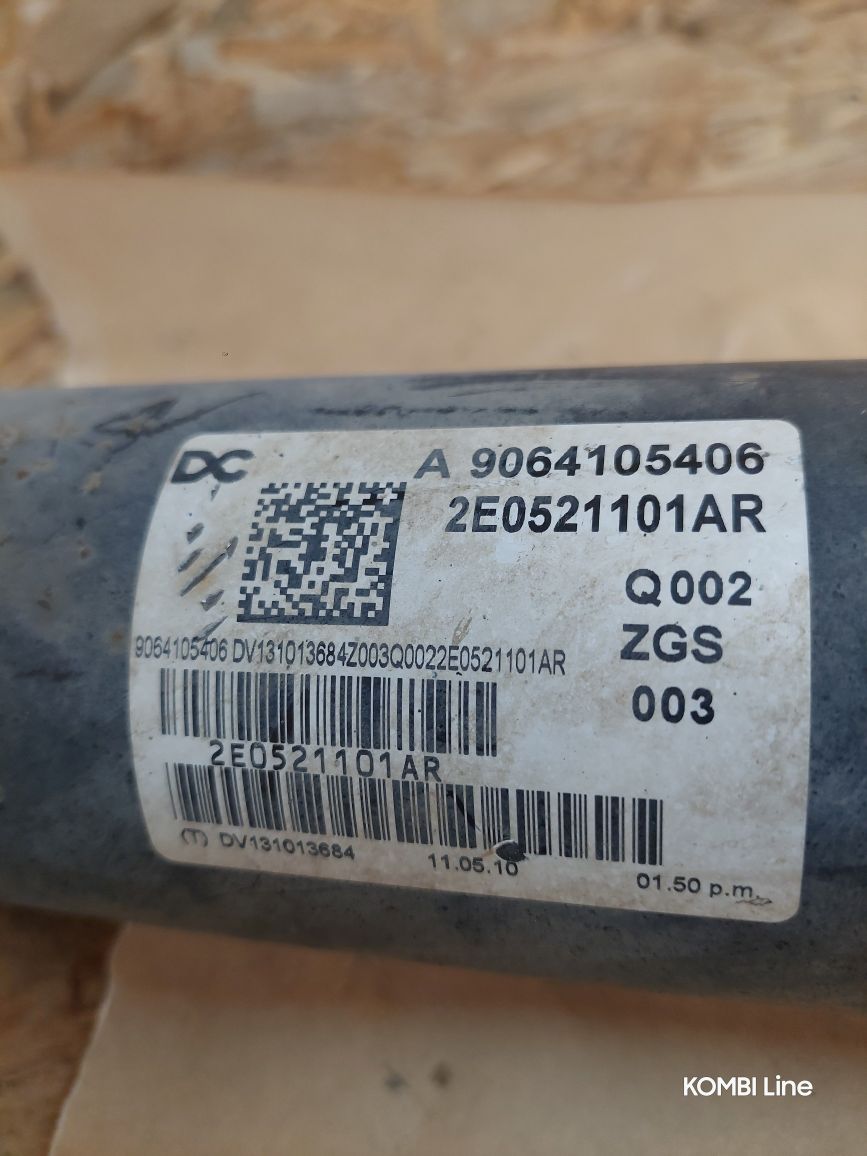 DC
A 9064105406
2E0521101AR
Q002
ZGS
003
9064105406 DV131013684Z003Q0022E0521101AR
2E0521101AR
(T) DV131013684 11.05.10 01.50 p.m.
KOMBI Line